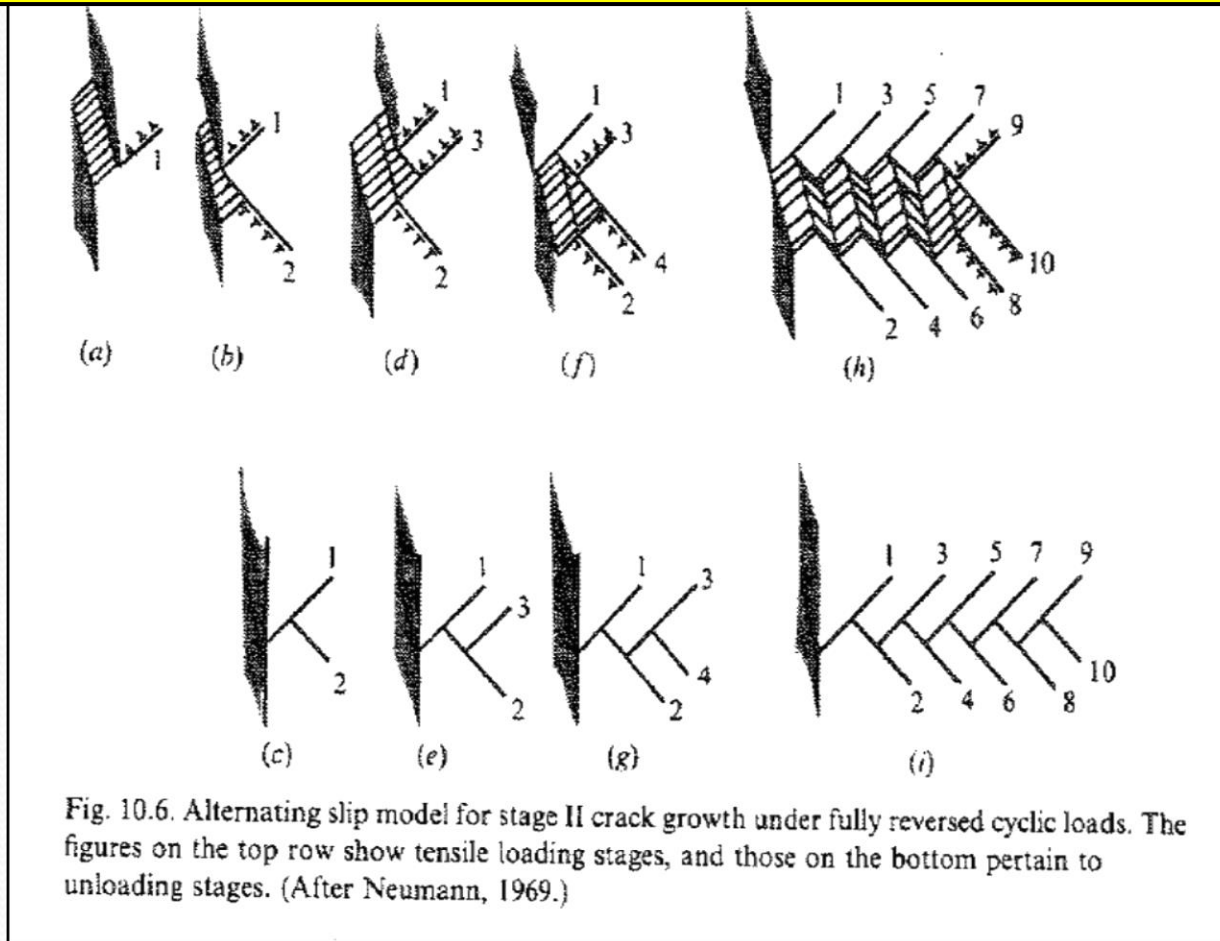 1
1
2
1
3
2
1
3
4
2
1 3 5 7
9
10
8
2 4 6
(a) (b) (d) (f) (h)
1
2
1
3
2
1
3
4
2
1 3 5 7 9
10
2 4 6 8
(c) (e) (g) (i)
Fig. 10.6. Alternating slip model for stage II crack growth under fully reversed cyclic loads. The
figures on the top row show tensile loading stages, and those on the bottom pertain to
unloading stages. (After Neumann, 1969.)